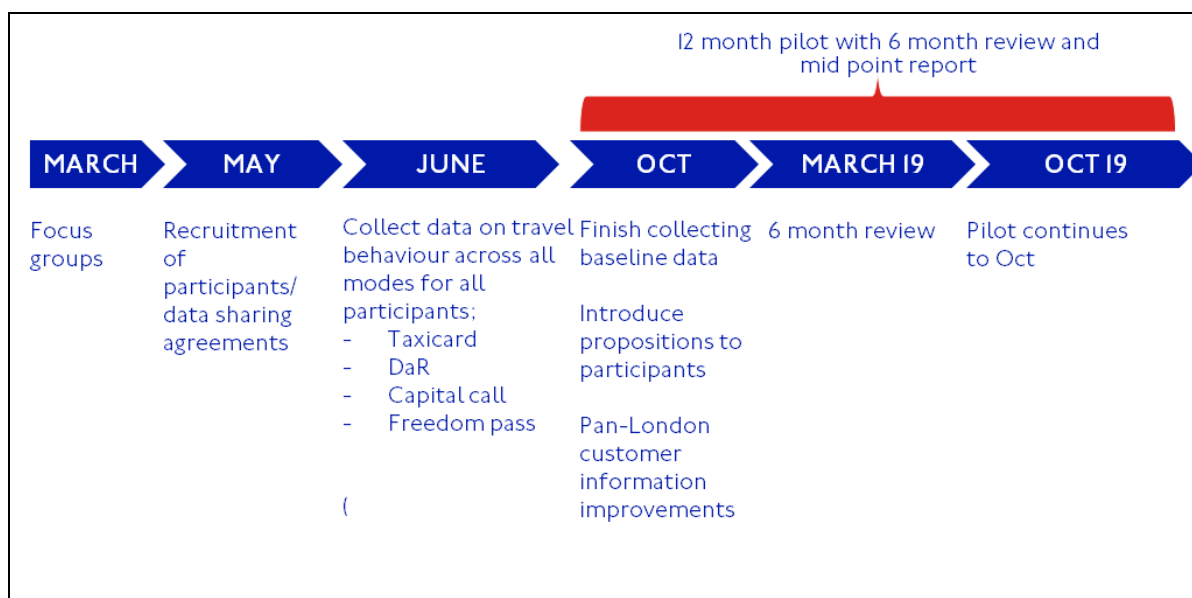 12 month pilot with 6 month review and
mid point report
MARCH
MAY
JUNE
OCT
MARCH 19
OCT 19
Focus
groups
Recruitment
of
participants/
data sharing
agreements
Collect data on travel
behaviour across all
modes for all
participants;
- Taxicard
- DaR
- Capital call
- Freedom pass
(
Finish collecting
baseline data
Introduce
propositions to
participants
Pan-London
customer
information
improvements
6 month review
Pilot continues
to Oct